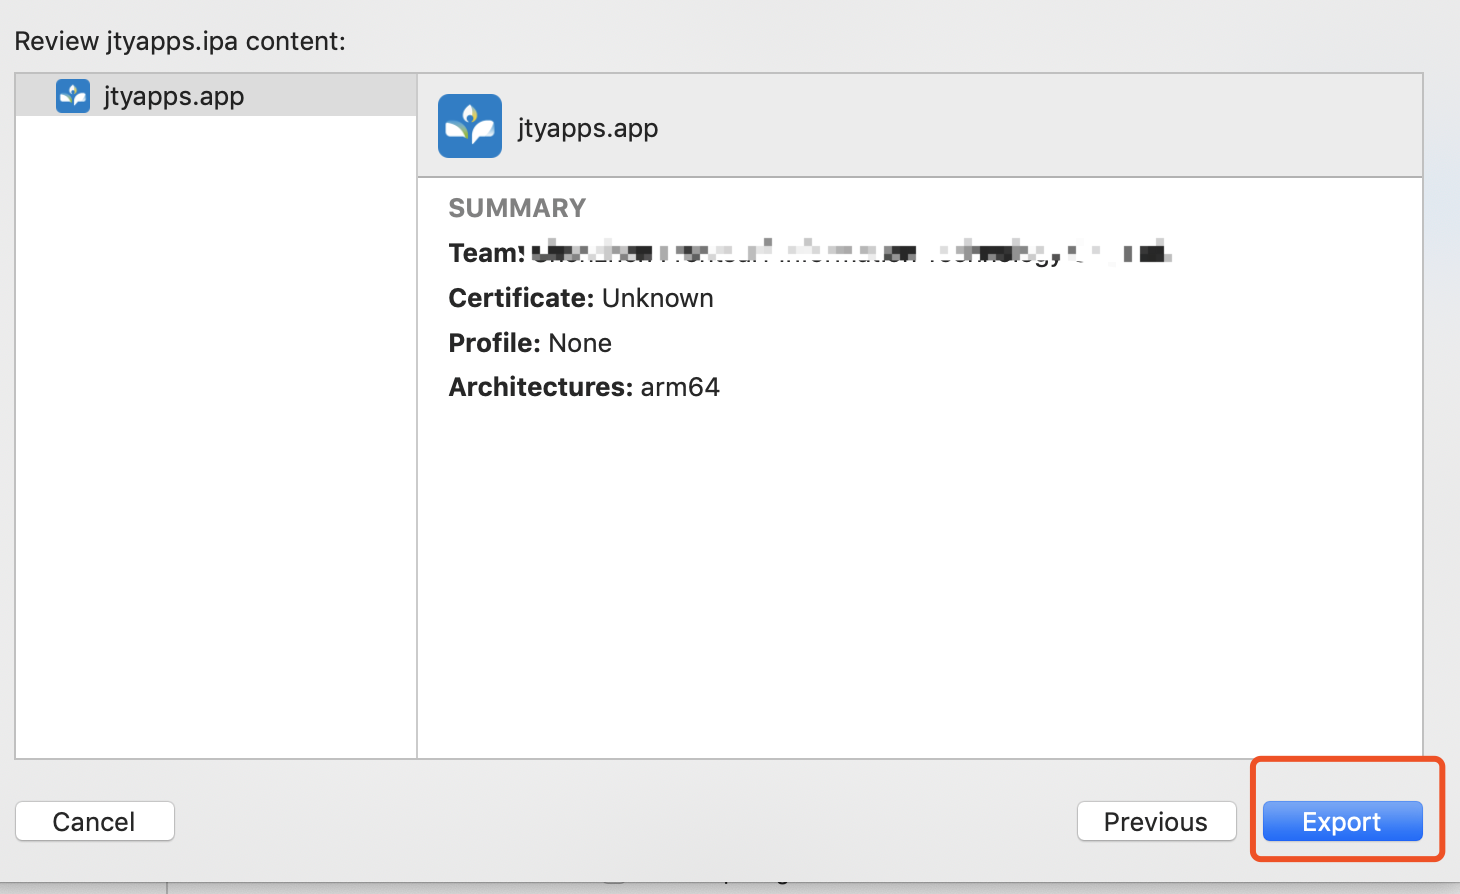 Review jtyapps.ipa content:
jtyapps.app
jtyapps.app
SUMMARY
Team:
Certificate: Unknown
Profile: None
Architectures: arm64
Cancel
Previous
Export